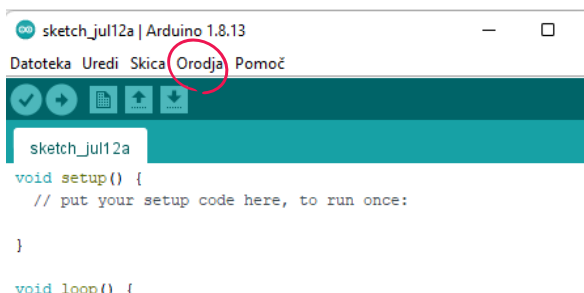 sketch_jul12a | Arduino 1.8.13
Datoteka Uredi Skica Orodja Pomoč
sketch_jul12a
void setup() {
// put your setup code here, to run once:
}
void loop() {